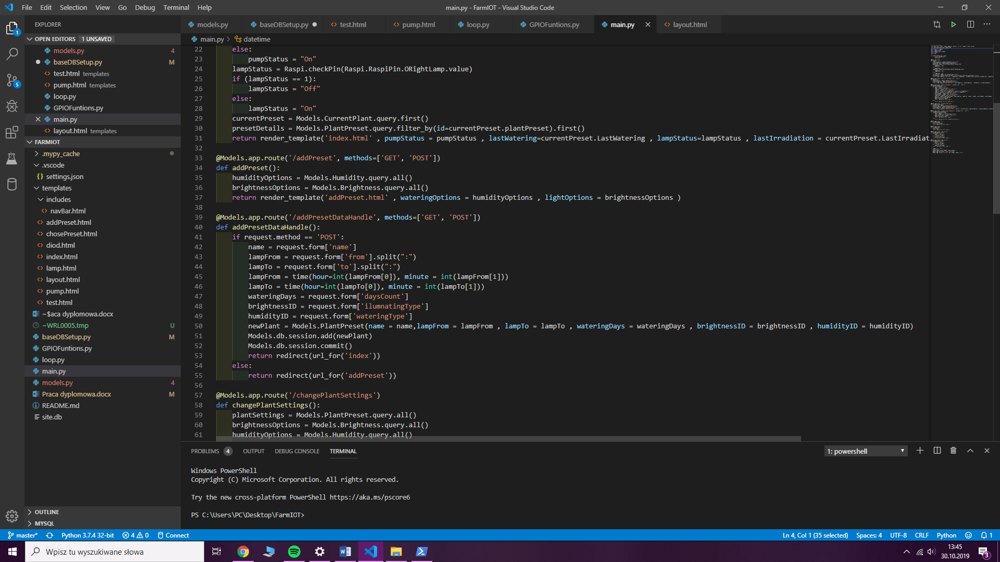 File Edit Selection View Go Debug Terminal Help
main.py - FarmIOT - Visual Studio Code
EXPLORER
OPEN EDITORS 1 UNSAVED
models.py 4
baseDBSetup.py M
test.html templates
pump.html templates
loop.py
GPIOFuntions.py
main.py
layout.html templates
FARMIOT
.mypy_cache
.vscode
settings.json
templates
includes
navBar.html
addPreset.html
chosePreset.html
diod.html
index.html
lamp.html
layout.html
pump.html
test.html
~$aca dyplomowa.docx
~WRL0005.tmp U
baseDBSetup.py M
GPIOFuntions.py
loop.py
main.py
models.py 4
Praca dyplomowa.docx M
README.md
site.db
OUTLINE
MYSQL
models.py baseDBSetup.py test.html pump.html loop.py GPIOFuntions.py main.py layout.html
main.py > datetime
22 else:
23 pumpStatus = "On"
24 lampStatus = Raspi.checkPin(Raspi.RaspiPin.ORightLamp.value)
25 if (lampStatus == 1):
26 lampStatus = "Off"
27 else:
28 lampStatus = "On"
29 currentPreset = Models.CurrentPlant.query.first()
30 presetDetails = Models.PlantPreset.query.filter_by(id=currentPreset.plantPreset).first()
31 return render_template('index.html' , pumpStatus = pumpStatus , lastWatering=currentPreset.LastWatering , lampStatus=lampStatus , lastIrradiation = currentPreset.LastIrradiat
32
33 @Models.app.route('/addPreset', methods=['GET', 'POST'])
34 def addPreset():
35 humidityOptions = Models.Humidity.query.all()
36 brightnessOptions = Models.Brightness.query.all()
37 return render_template('addPreset.html' , wateringOptions = humidityOptions , lightOptions = brightnessOptions )
38
39 @Models.app.route('/addPresetDataHandle', methods=['GET', 'POST'])
40 def addPresetDataHandle():
41 if request.method == 'POST':
42 name = request.form['name']
43 lampFrom = request.form['from'].split(":")
44 lampTo = request.form['to'].split(":")
45 lampFrom = time(hour=int(lampFrom[0]), minute = int(lampFrom[1]))
46 lampTo = time(hour=int(lampTo[0]), minute = int(lampTo[1]))
47 wateringDays = request.form['daysCount']
48 brightnessID = request.form['ilumnatingType']
49 humidityID = request.form['wateringType']
50 newPlant = Models.PlantPreset(name = name,lampFrom = lampFrom , lampTo = lampTo , wateringDays = wateringDays , brightnessID = brightnessID , humidityID = humidityID)
51 Models.db.session.add(newPlant)
52 Models.db.session.commit()
53 return redirect(url_for('index'))
54 else:
55 return redirect(url_for('addPreset'))
56
57 @Models.app.route('/changePlantSettings')
58 def changePlantSettings():
59 plantSettings = Models.PlantPreset.query.all()
60 brightnessOptions = Models.Brightness.query.all()
61 humidityOptions = Models.Humidity.query.all()
PROBLEMS 4 OUTPUT DEBUG CONSOLE TERMINAL
1: powershell
Windows PowerShell
Copyright (C) Microsoft Corporation. All rights reserved.
Try the new cross-platform PowerShell https://aka.ms/pscore6
PS C:\Users\PC\Desktop\FarmIOT>
1
5
master* Python 3.7.4 32-bit 4 0 Connect
Ln 4, Col 1 (35 selected) Spaces: 4 UTF-8 CRLF Python 1
Wpisz tu wyszukiwane słowa
13:45
30.10.2019
3